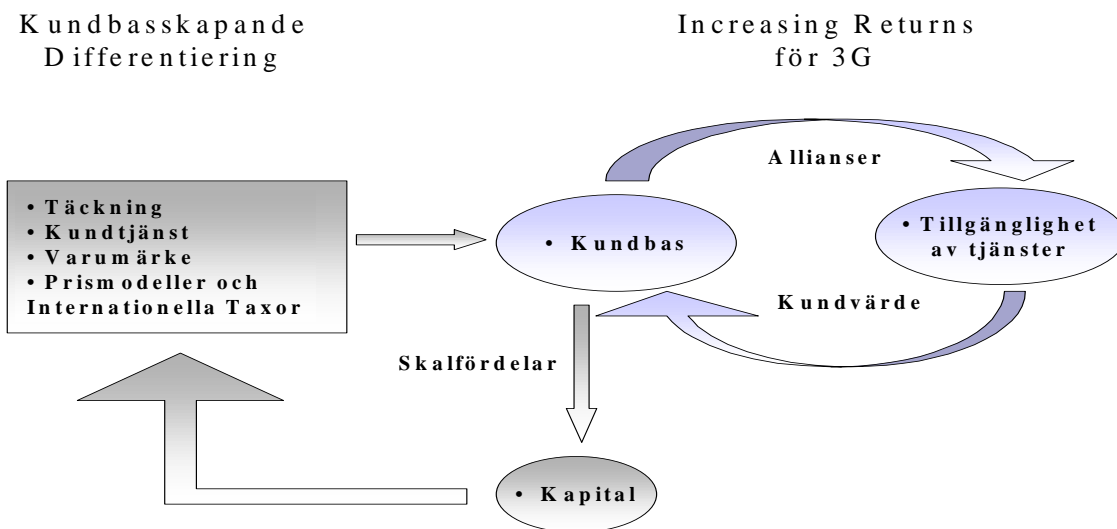 Kundbasskapande
Differentiering
Increasing Returns
för 3G
• Täckning
• Kundtjänst
• Varumärke
• Prismodeller och
Internationella Taxor
• Kundbas
Allianser
• Tillgänglighet
av tjänster
Kundvärde
Skalfördelar
• Kapital